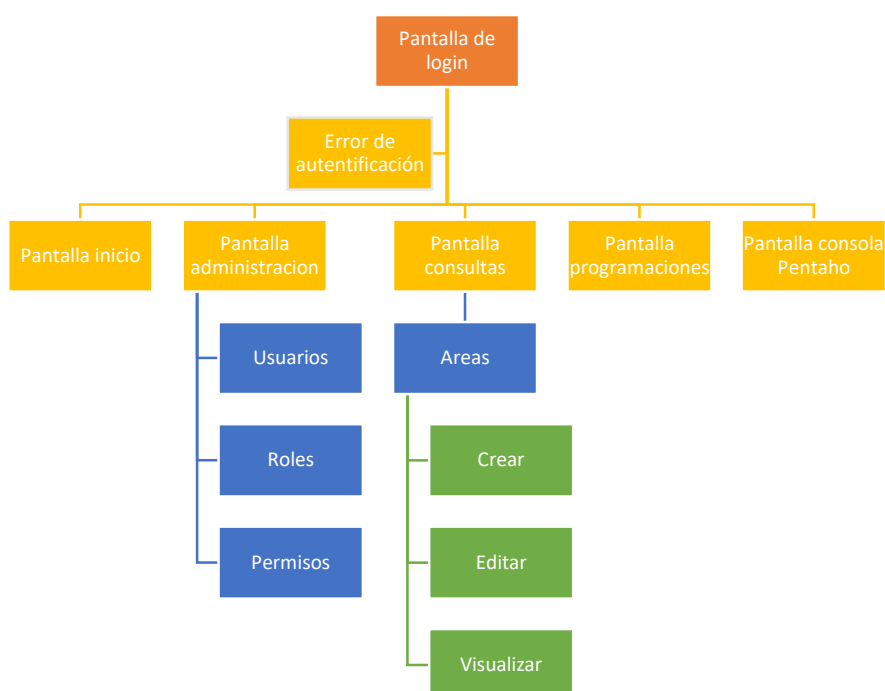 Pantalla de
login
Error de
autentificación
Pantalla inicio
Pantalla
administracion
Pantalla
consultas
Pantalla
programaciones
Pantalla consola
Pentaho
Usuarios
Roles
Permisos
Areas
Crear
Editar
Visualizar